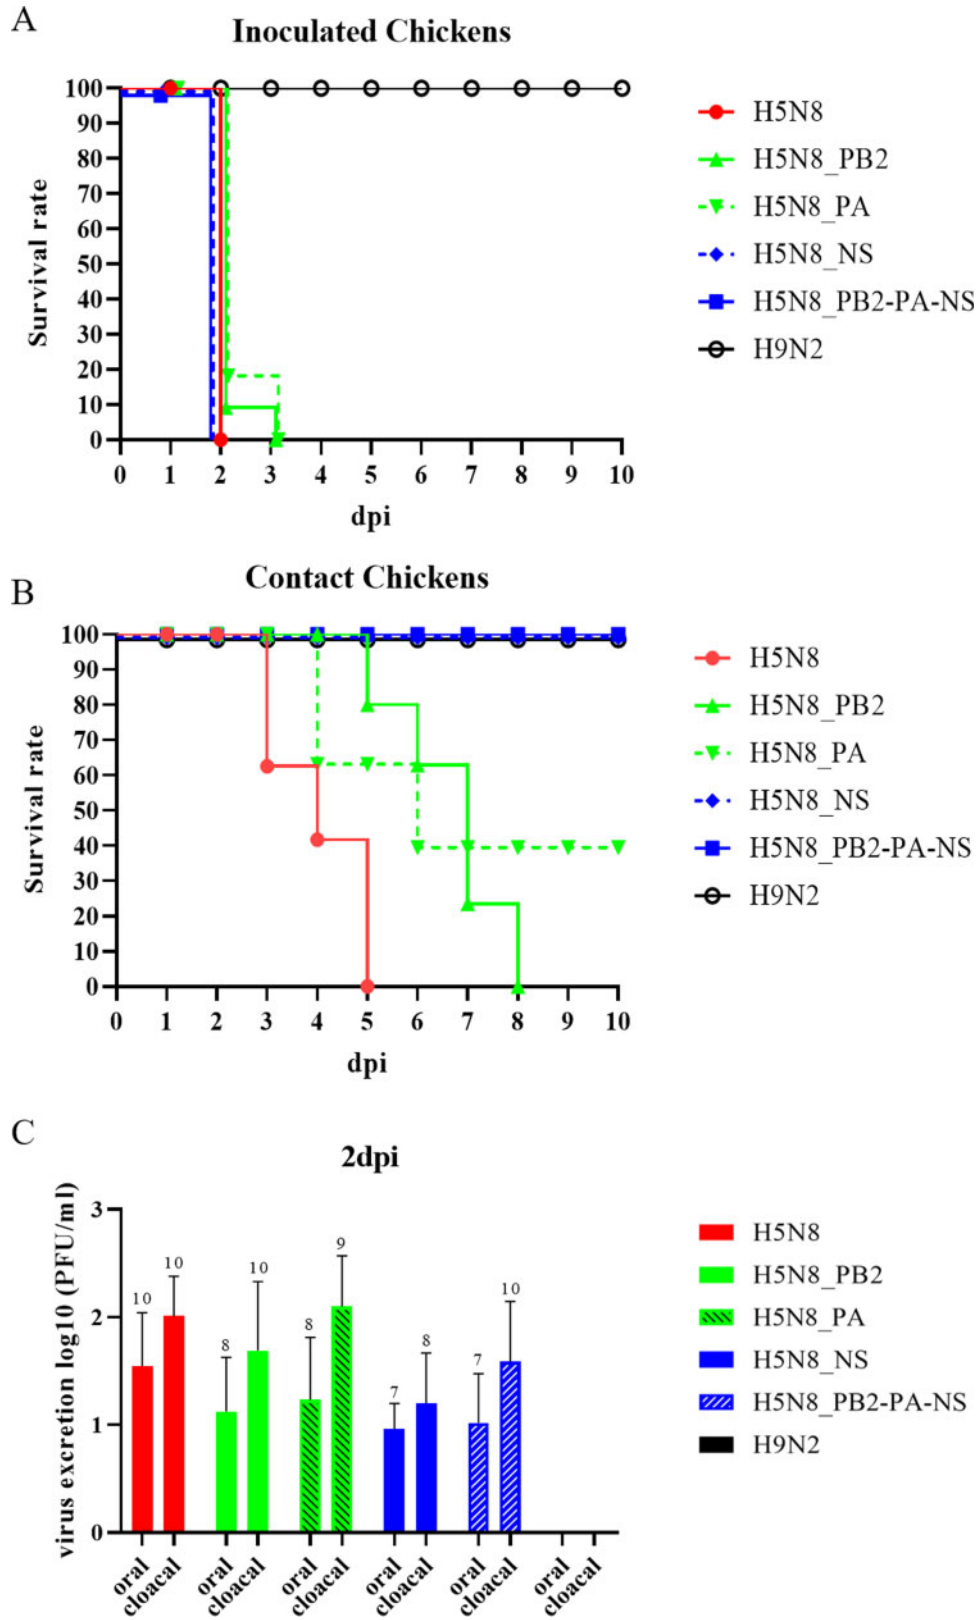 A
Inoculated Chickens
Survival rate
100
90
80
70
60
50
40
30
20
10
0
0 1 2 3 4 5 6 7 8 9 10
dpi
H5N8
H5N8_PB2
H5N8_PA
H5N8_NS
H5N8_PB2-PA-NS
H9N2
B
Contact Chickens
Survival rate
100
90
80
70
60
50
40
30
20
10
0
0 1 2 3 4 5 6 7 8 9 10
dpi
H5N8
H5N8_PB2
H5N8_PA
H5N8_NS
H5N8_PB2-PA-NS
H9N2
C
2dpi
virus excretion log10 (PFU/ml)
3
2
1
0
10 10 8 10 8 9 7 8 7 10
oral cloacal oral cloacal oral cloacal oral cloacal oral cloacal oral cloacal
H5N8
H5N8_PB2
H5N8_PA
H5N8_NS
H5N8_PB2-PA-NS
H9N2